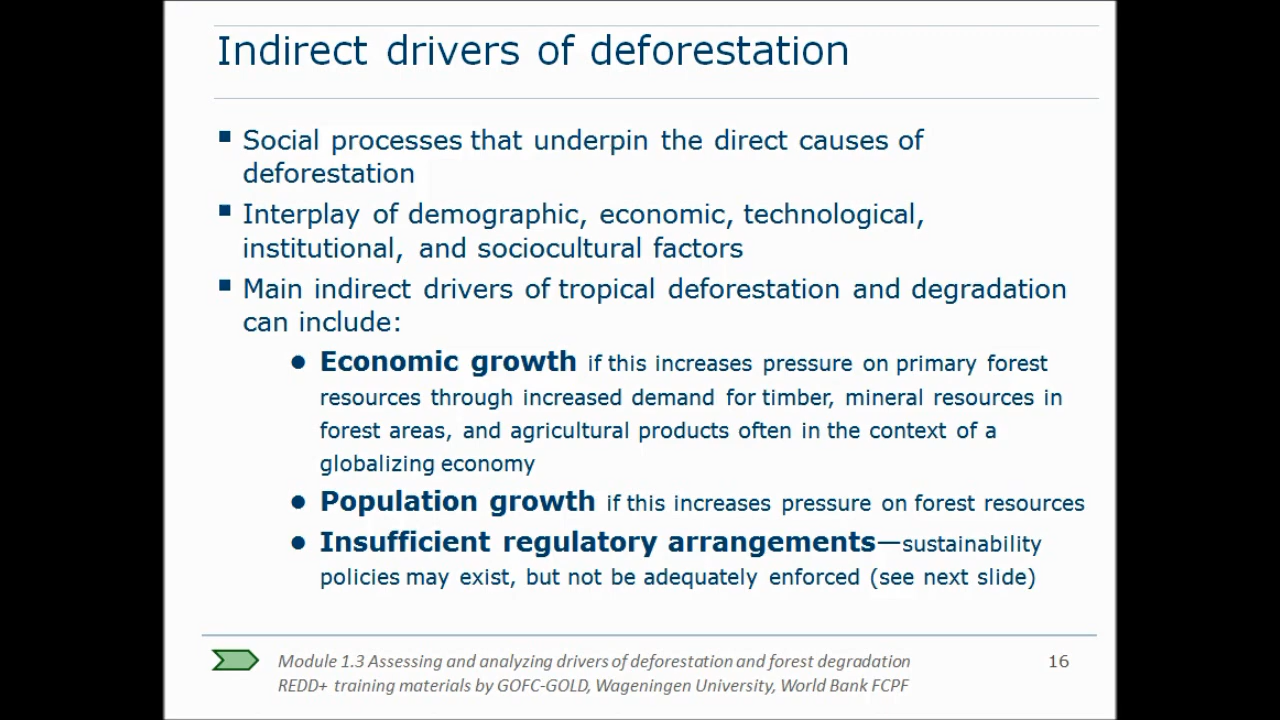 Indirect drivers of deforestation
▪ Social processes that underpin the direct causes of
deforestation
▪ Interplay of demographic, economic, technological,
institutional, and sociocultural factors
▪ Main indirect drivers of tropical deforestation and degradation
can include:
● Economic growth if this increases pressure on primary forest
resources through increased demand for timber, mineral resources in
forest areas, and agricultural products often in the context of a
globalizing economy
● Population growth if this increases pressure on forest resources
● Insufficient regulatory arrangements—sustainability
policies may exist, but not be adequately enforced (see next slide)
Module 1.3 Assessing and analyzing drivers of deforestation and forest degradation
REDD+ training materials by GOFC-GOLD, Wageningen University, World Bank FCPF
16